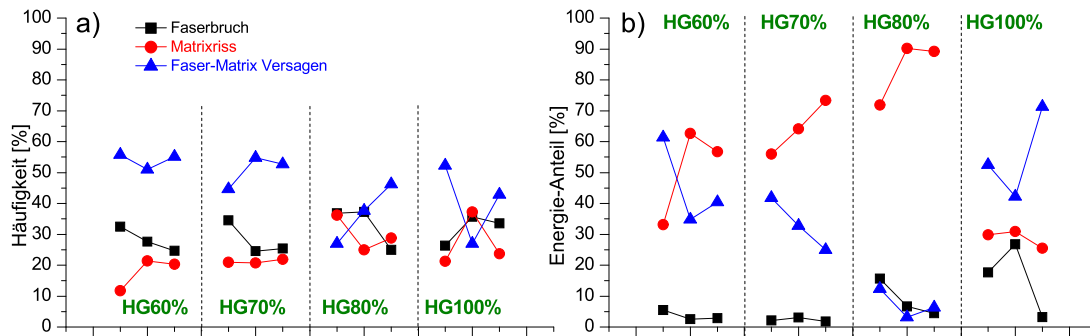 a)
Faserbruch
Matrixriss
Faser-Matrix Versagen
Häufigkeit [%]
100
90
80
70
60
50
40
30
20
10
0
HG60% HG70% HG80% HG100%
b)
HG60% HG70% HG80% HG100%
Energie-Anteil [%]
100
90
80
70
60
50
40
30
20
10
0